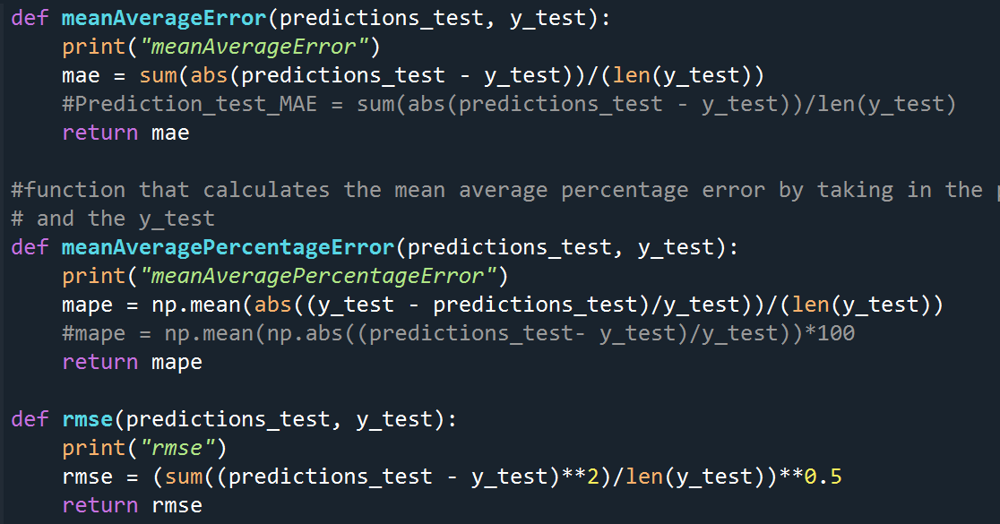 def meanAverageError(predictions_test, y_test):
    print("meanAverageError")
    mae = sum(abs(predictions_test - y_test))/(len(y_test))
    #Prediction_test_MAE = sum(abs(predictions_test - y_test))/len(y_test)
    return mae

#function that calculates the mean average percentage error by taking in the
# and the y_test
def meanAveragePercentageError(predictions_test, y_test):
    print("meanAveragePercentageError")
    mape = np.mean(abs((y_test - predictions_test)/y_test))/(len(y_test))
    #mape = np.mean(np.abs((predictions_test- y_test)/y_test))*100
    return mape

def rmse(predictions_test, y_test):
    print("rmse")
    rmse = (sum((predictions_test - y_test)**2)/len(y_test))**0.5
    return rmse